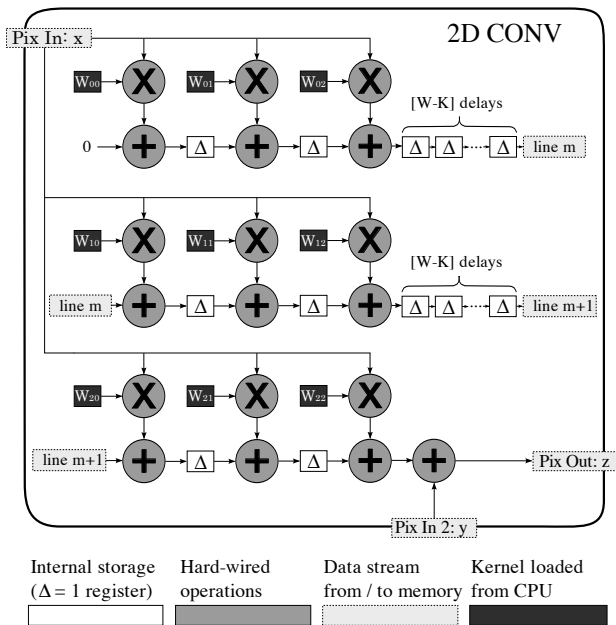 2D CONV
Pix In: x
W00 X W01 X W02 X
[W-K] delays
0 + Δ + Δ + Δ Δ Δ line m
W10 X W11 X W12 X
[W-K] delays
line m + Δ + Δ + Δ Δ Δ line m+1
W20 X W21 X W22 X
line m+1 + Δ + Δ + + Pix Out: z
Pix In 2: y
Internal storage
(Δ = 1 register)
Hard-wired
operations
Data stream
from / to memory
Kernel loaded
from CPU